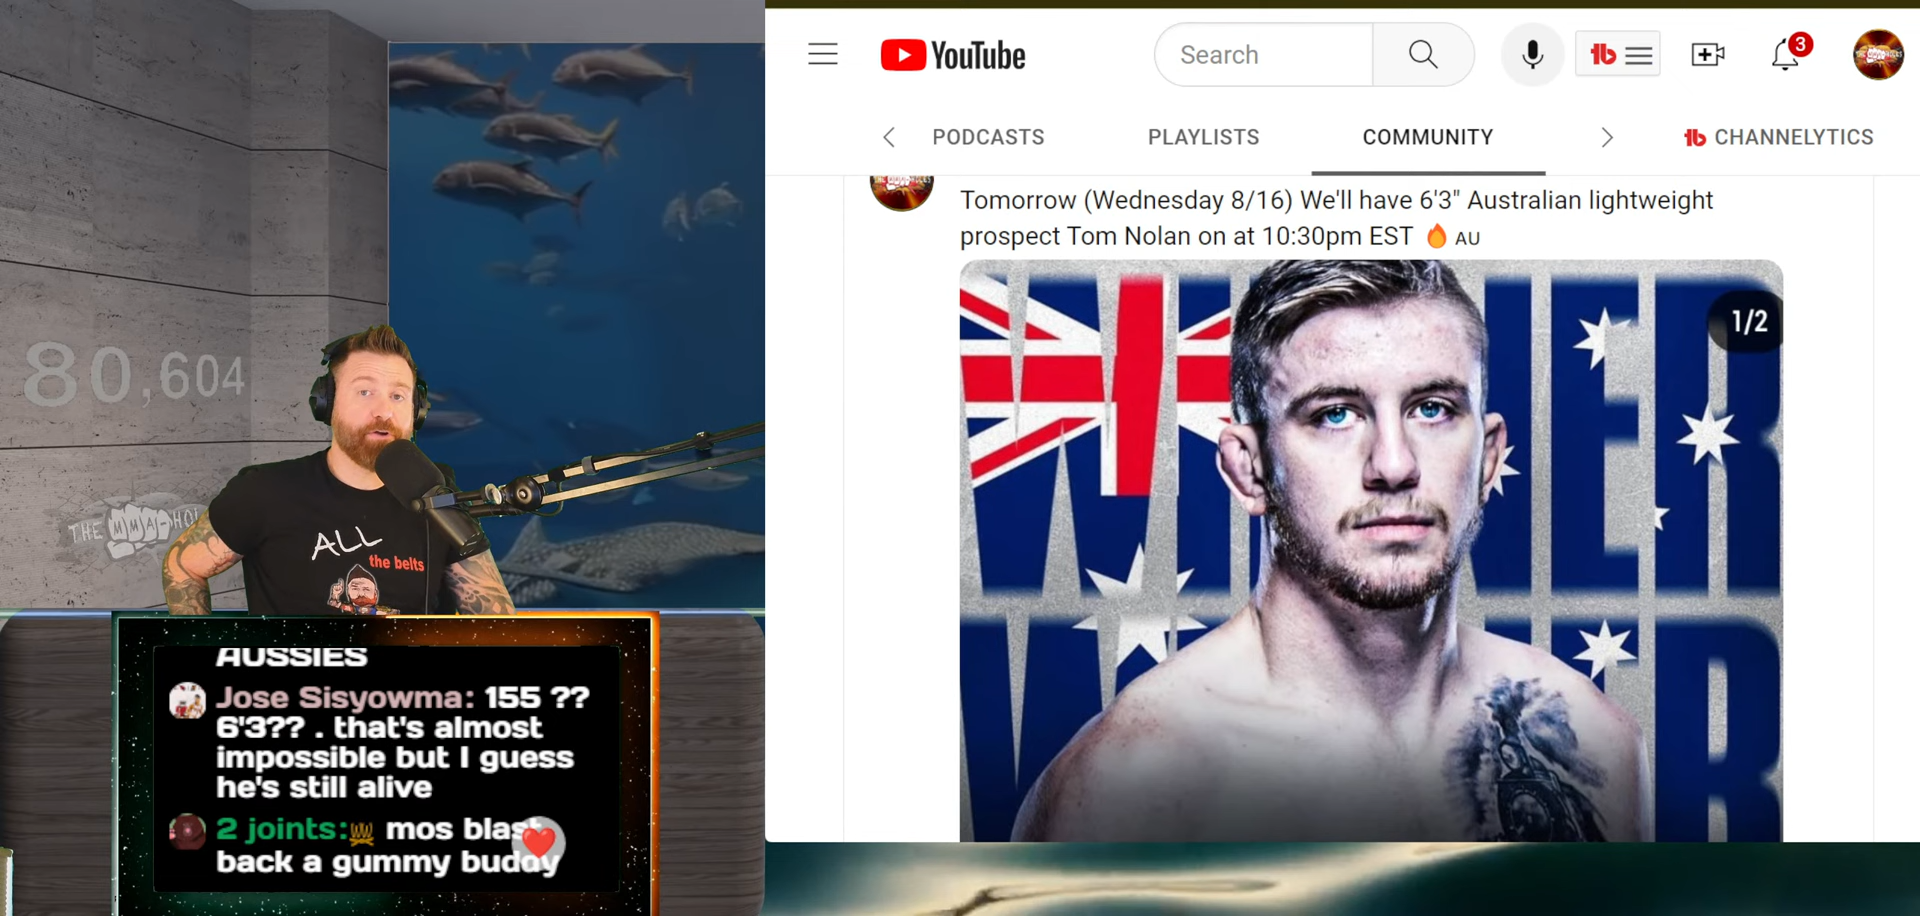 80,604
THE MMA-HOL
ALL
the belts
AUSSIES
Jose Sisyowma: 155 ??
6'3?? . that's almost
impossible but I guess
he's still alive
2 joints: mos blast
back a gummy buddy
YouTube
Search
3
PODCASTS
PLAYLISTS
COMMUNITY
CHANNELYTICS
Tomorrow (Wednesday 8/16) We'll have 6'3" Australian lightweight
prospect Tom Nolan on at 10:30pm EST 🔥 AU
1/2